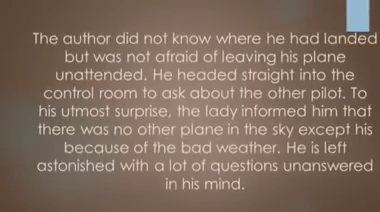 The author did not know where he had landed
but was not afraid of leaving his plane
unattended. He headed straight into the
control room to ask about the other pilot. To
his utmost surprise, the lady informed him that
there was no other plane in the sky except his
because of the bad weather. He is left
astonished with a lot of questions unanswered
in his mind.